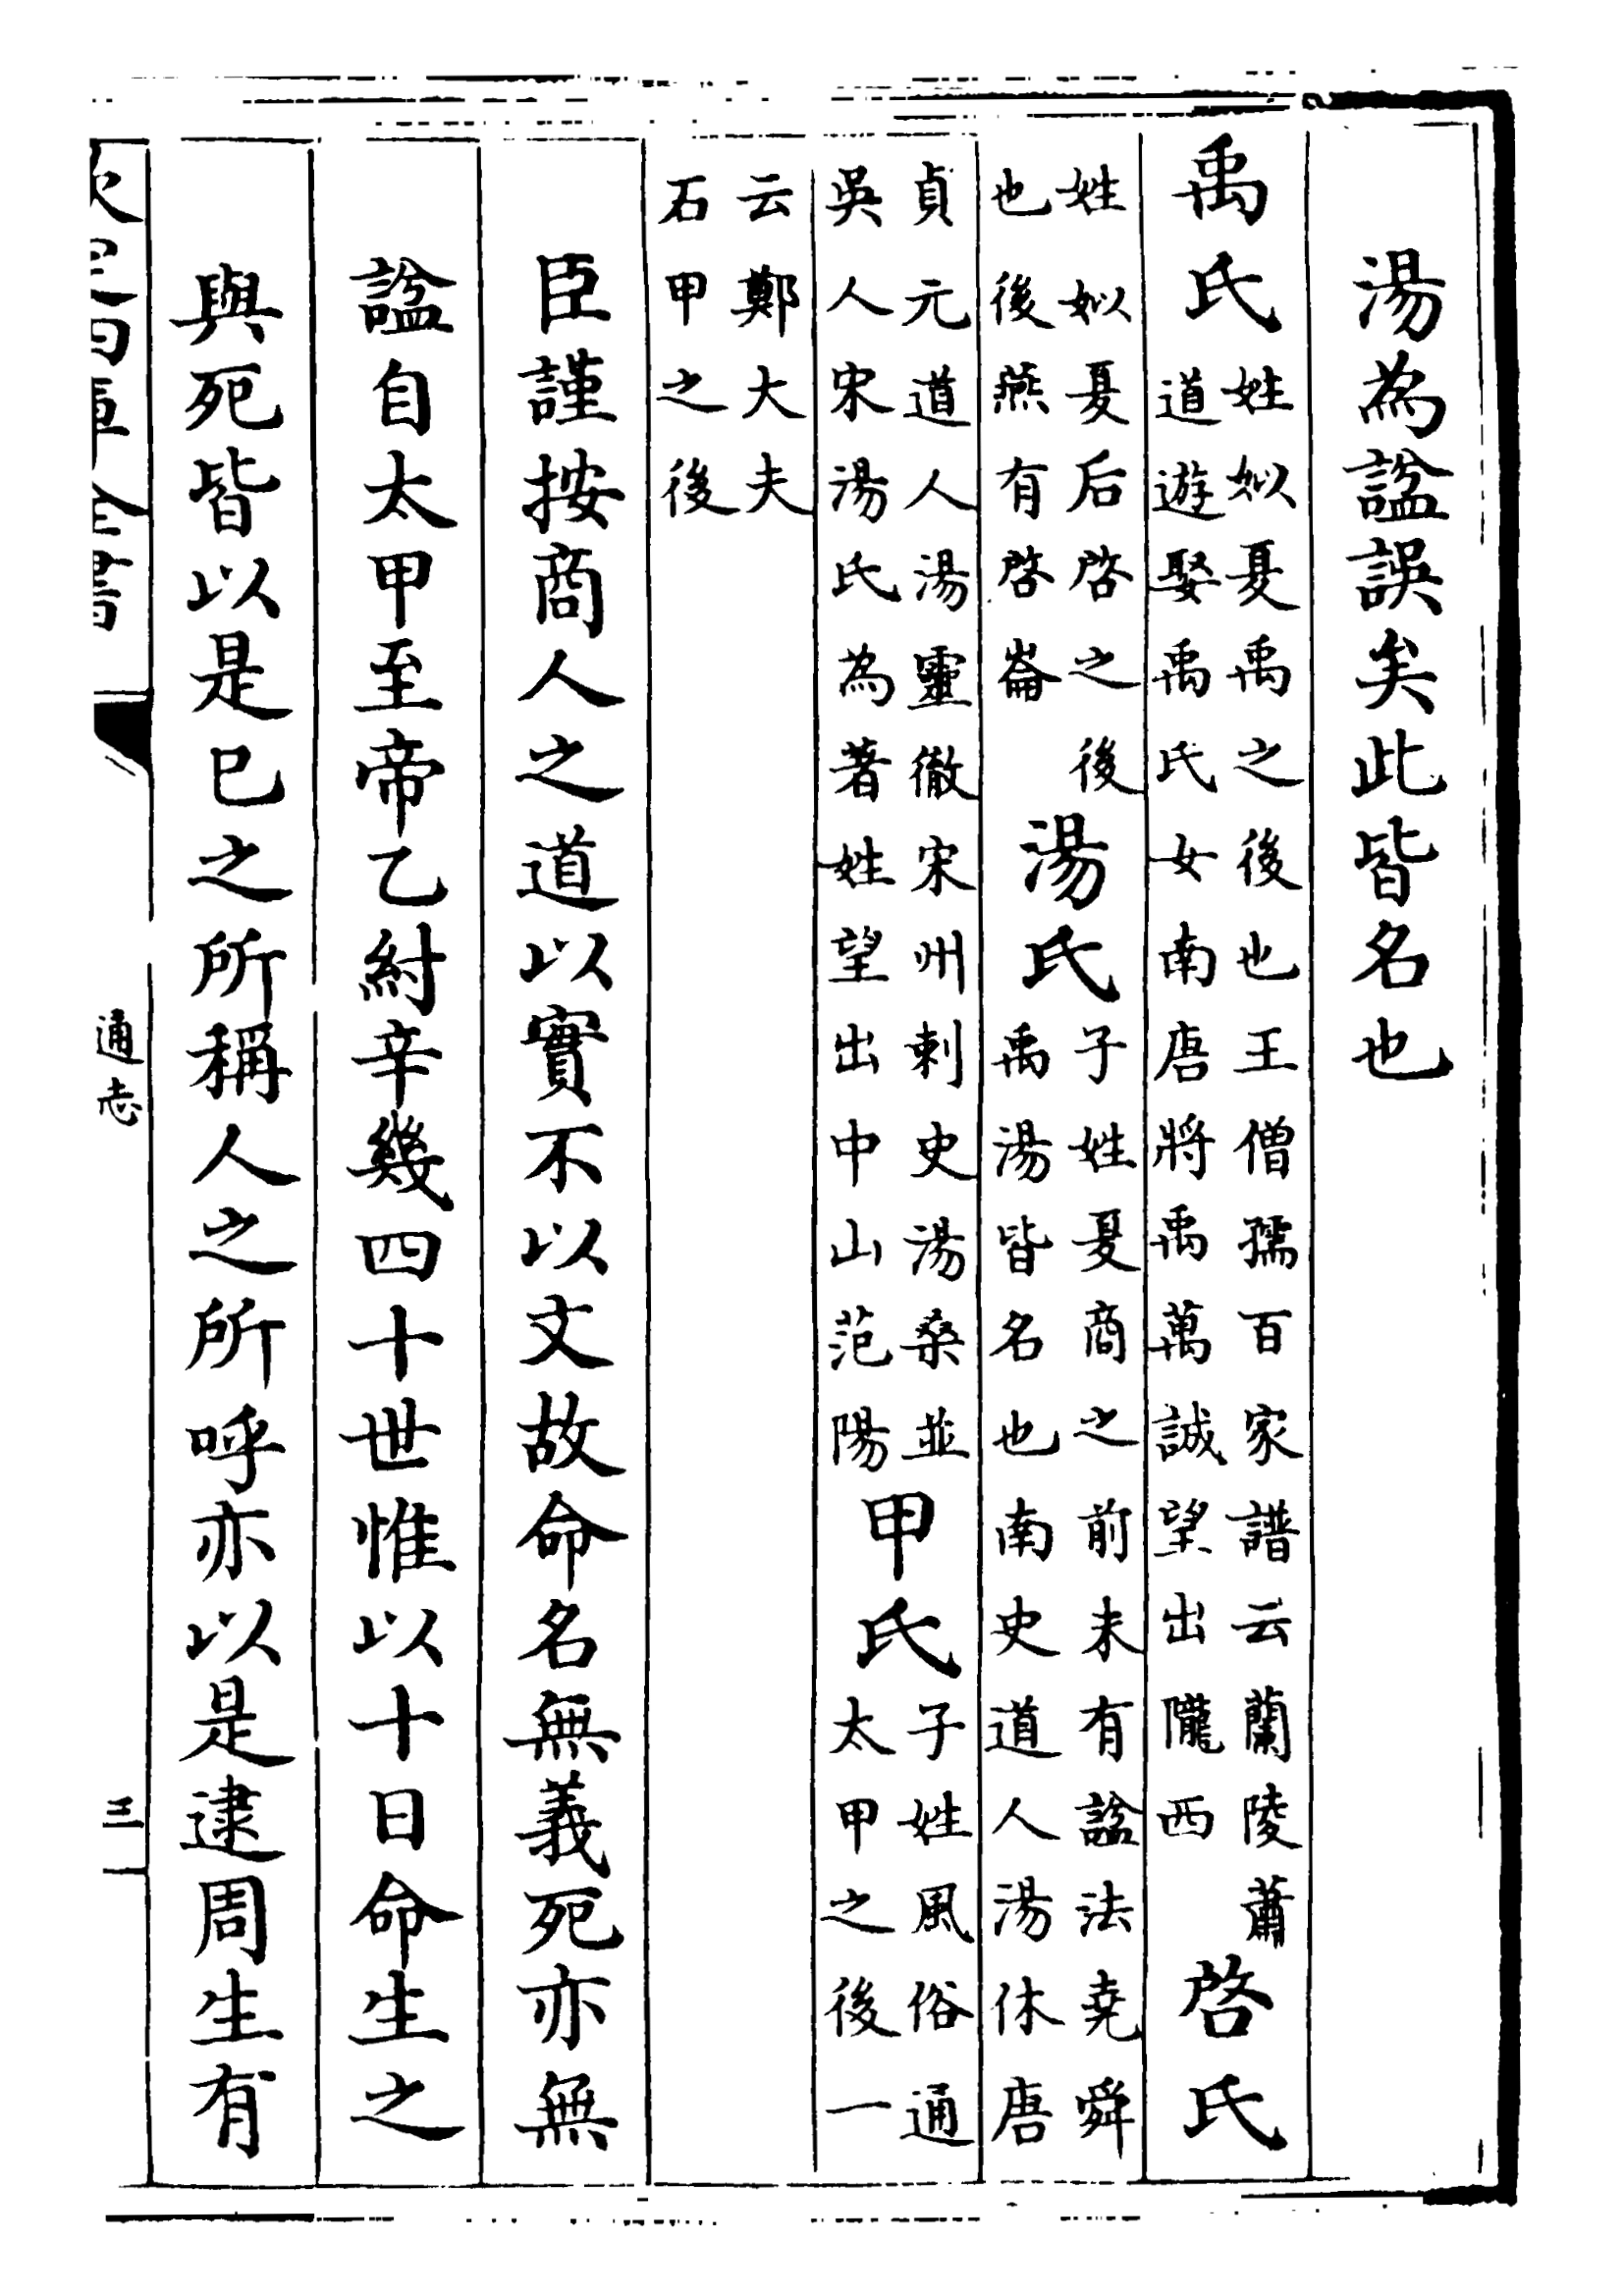 湯為諡誤矣此皆名也
禹氏姓姒夏禹之後也王僧孺百家譜云蘭陵蕭道遊娶禹氏女南唐將禹萬誠望出隴西啓氏
姓姒夏后啓之後也後燕有啓崙湯氏子姓夏商之前未有諡法堯舜禹湯皆名也南史道人湯休唐
貞元道人湯靈徹宋州刺史湯桑並吳人宋湯氏為著姓望出中山范陽甲氏子姓風俗通太甲之後一
云鄭大夫石甲之後
臣謹按商人之道以實不以文故命名無義死亦無
諡自太甲至帝乙紂辛幾四十世惟以十日命生之
與死皆以是已之所稱人之所呼亦以是逮周生有
欽定四庫全書
通志
三